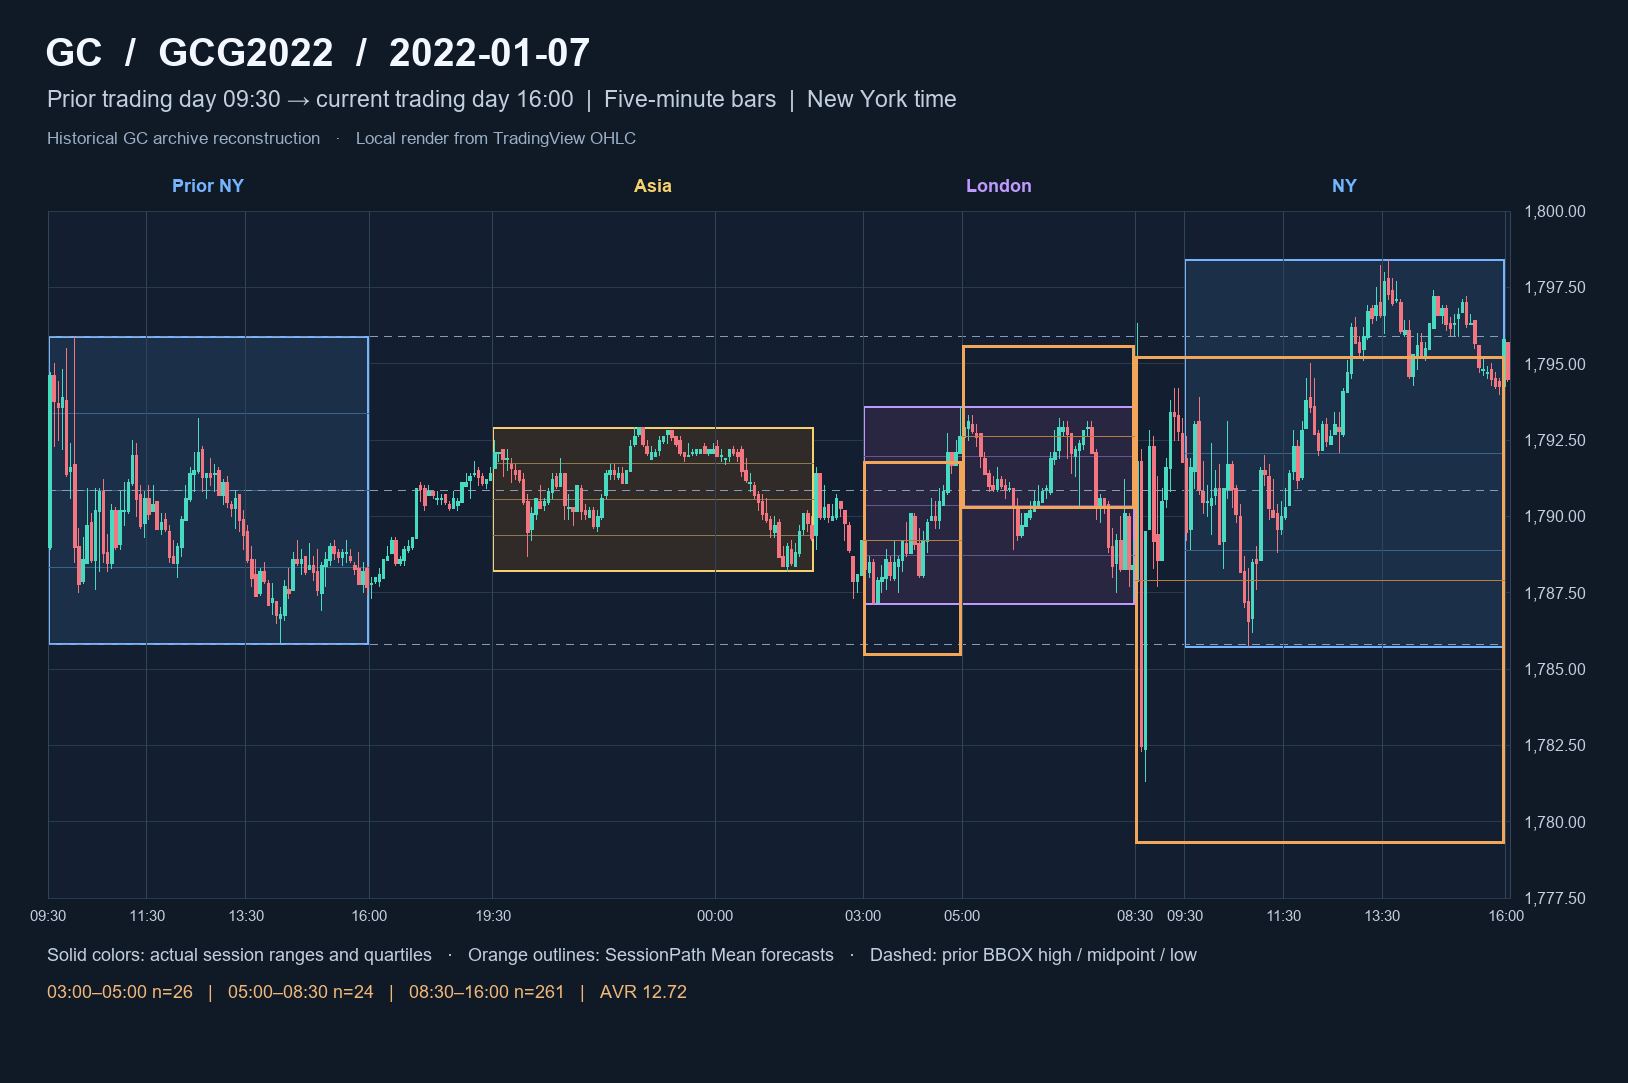 GC / GCG2022 / 2022-01-07
Prior trading day 09:30 → current trading day 16:00 | Five-minute bars | New York time
Historical GC archive reconstruction · Local render from TradingView OHLC
Prior NY Asia London NY
1,800.00
1,797.50
1,795.00
1,792.50
1,790.00
1,787.50
1,785.00
1,782.50
1,780.00
1,777.50
09:30 11:30 13:30 16:00 19:30 00:00 03:00 05:00 08:30 09:30 11:30 13:30 16:00
Solid colors: actual session ranges and quartiles · Orange outlines: SessionPath Mean forecasts · Dashed: prior BBOX high / midpoint / low
03:00–05:00 n=26 | 05:00–08:30 n=24 | 08:30–16:00 n=261 | AVR 12.72